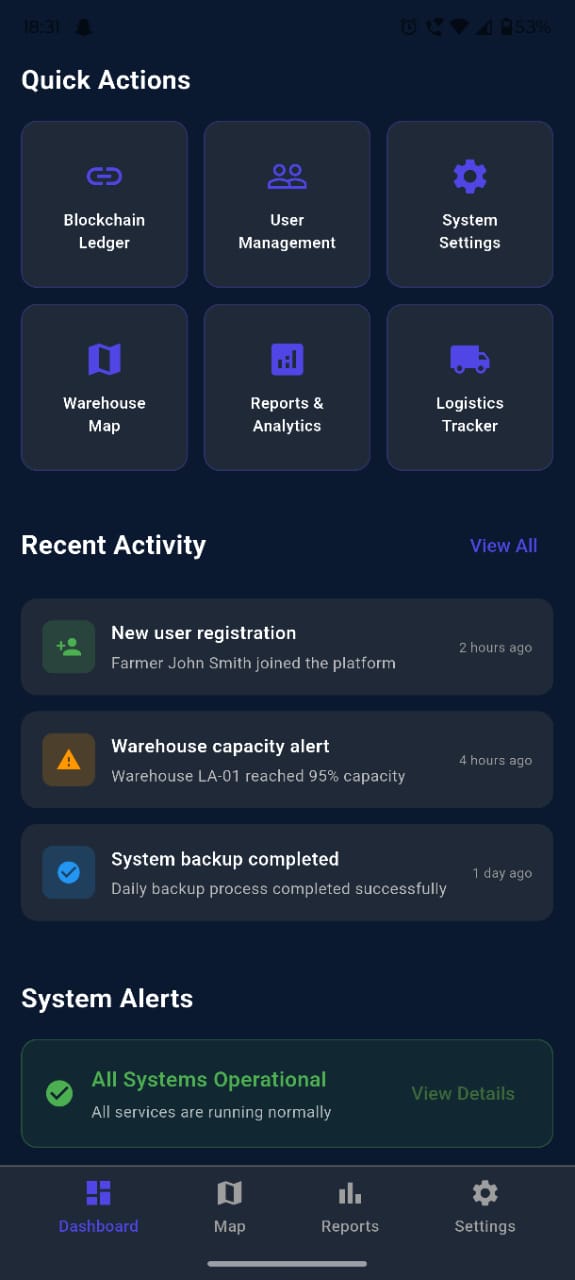 18:31
53%
Quick Actions
Blockchain
Ledger
User
Management
System
Settings
Warehouse
Map
Reports &
Analytics
Logistics
Tracker
Recent Activity
View All
New user registration
Farmer John Smith joined the platform
2 hours ago
Warehouse capacity alert
Warehouse LA-01 reached 95% capacity
4 hours ago
System backup completed
Daily backup process completed successfully
1 day ago
System Alerts
All Systems Operational
All services are running normally
View Details
Dashboard
Map
Reports
Settings